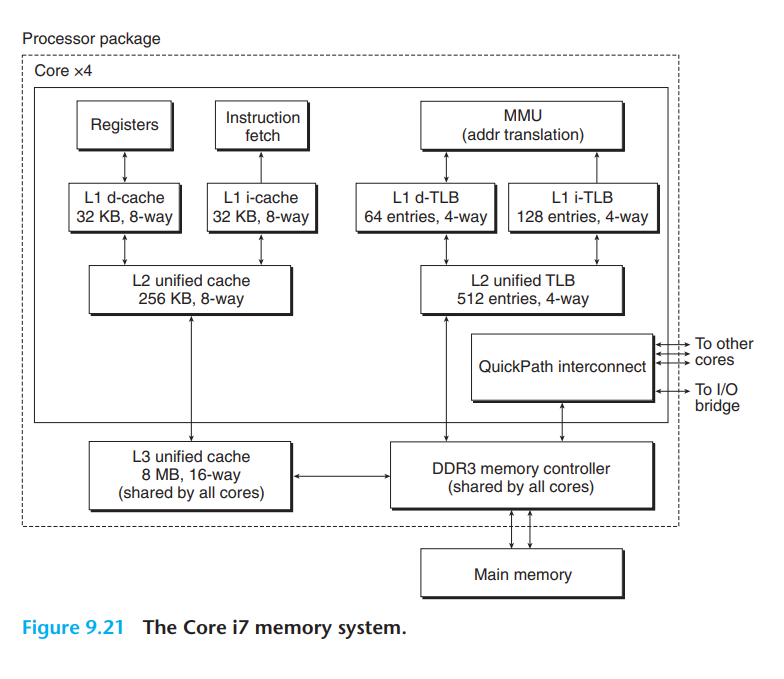 Processor package
Core ×4
Registers
Instruction
fetch
MMU
(addr translation)
L1 d-cache
32 KB, 8-way
L1 i-cache
32 KB, 8-way
L1 d-TLB
64 entries, 4-way
L1 i-TLB
128 entries, 4-way
L2 unified cache
256 KB, 8-way
L2 unified TLB
512 entries, 4-way
QuickPath interconnect
To other
cores
To I/O
bridge
L3 unified cache
8 MB, 16-way
(shared by all cores)
DDR3 memory controller
(shared by all cores)
Main memory
Figure 9.21 The Core i7 memory system.